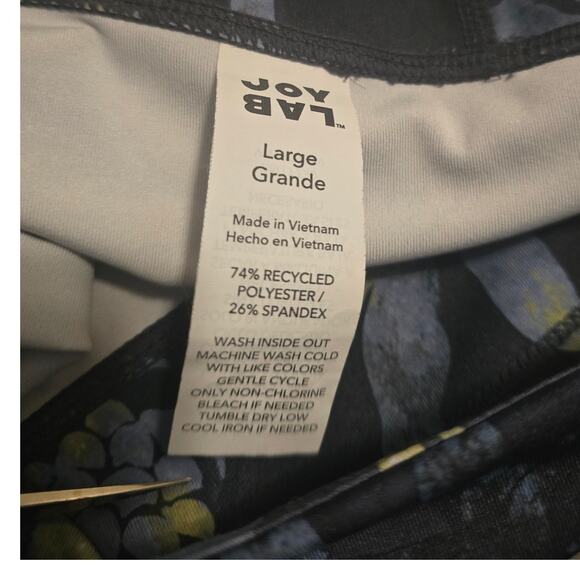 JOY
LAB™
Large
Grande
Made in Vietnam
Hecho en Vietnam
74% RECYCLED
POLYESTER /
26% SPANDEX
WASH INSIDE OUT
MACHINE WASH COLD
WITH LIKE COLORS
GENTLE CYCLE
ONLY NON-CHLORINE
BLEACH IF NEEDED
TUMBLE DRY LOW
COOL IRON IF NEEDED